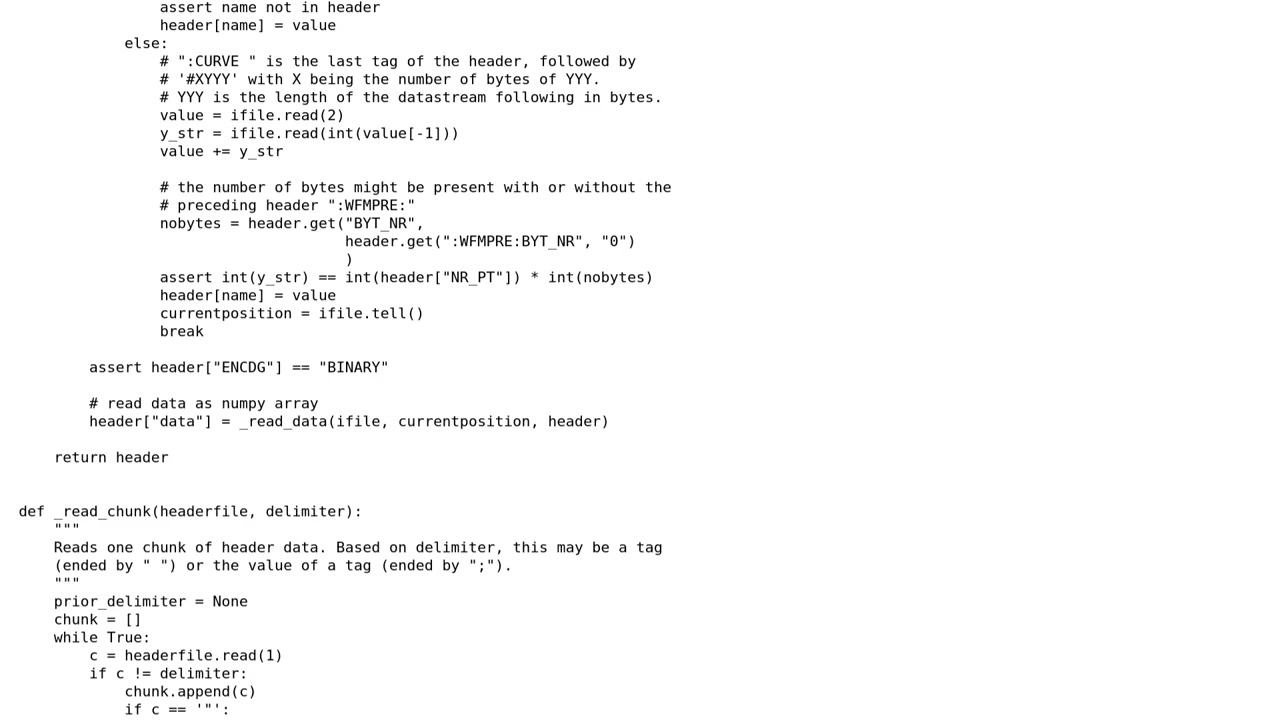 assert name not in header
                header[name] = value
            else:
                # ":CURVE " is the last tag of the header, followed by
                # '#XYYY' with X being the number of bytes of YYY.
                # YYY is the length of the datastream following in bytes.
                value = ifile.read(2)
                y_str = ifile.read(int(value[-1]))
                value += y_str

                # the number of bytes might be present with or without the
                # preceding header ":WFMPRE:"
                nobytes = header.get("BYT_NR",
                                     header.get(":WFMPRE:BYT_NR", "0")
                                     )
                assert int(y_str) == int(header["NR_PT"]) * int(nobytes)
                header[name] = value
                currentposition = ifile.tell()
                break

        assert header["ENCDG"] == "BINARY"

        # read data as numpy array
        header["data"] = _read_data(ifile, currentposition, header)

    return header


def _read_chunk(headerfile, delimiter):
    """
    Reads one chunk of header data. Based on delimiter, this may be a tag
    (ended by " ") or the value of a tag (ended by ";").
    """
    prior_delimiter = None
    chunk = []
    while True:
        c = headerfile.read(1)
        if c != delimiter:
            chunk.append(c)
            if c == '"':